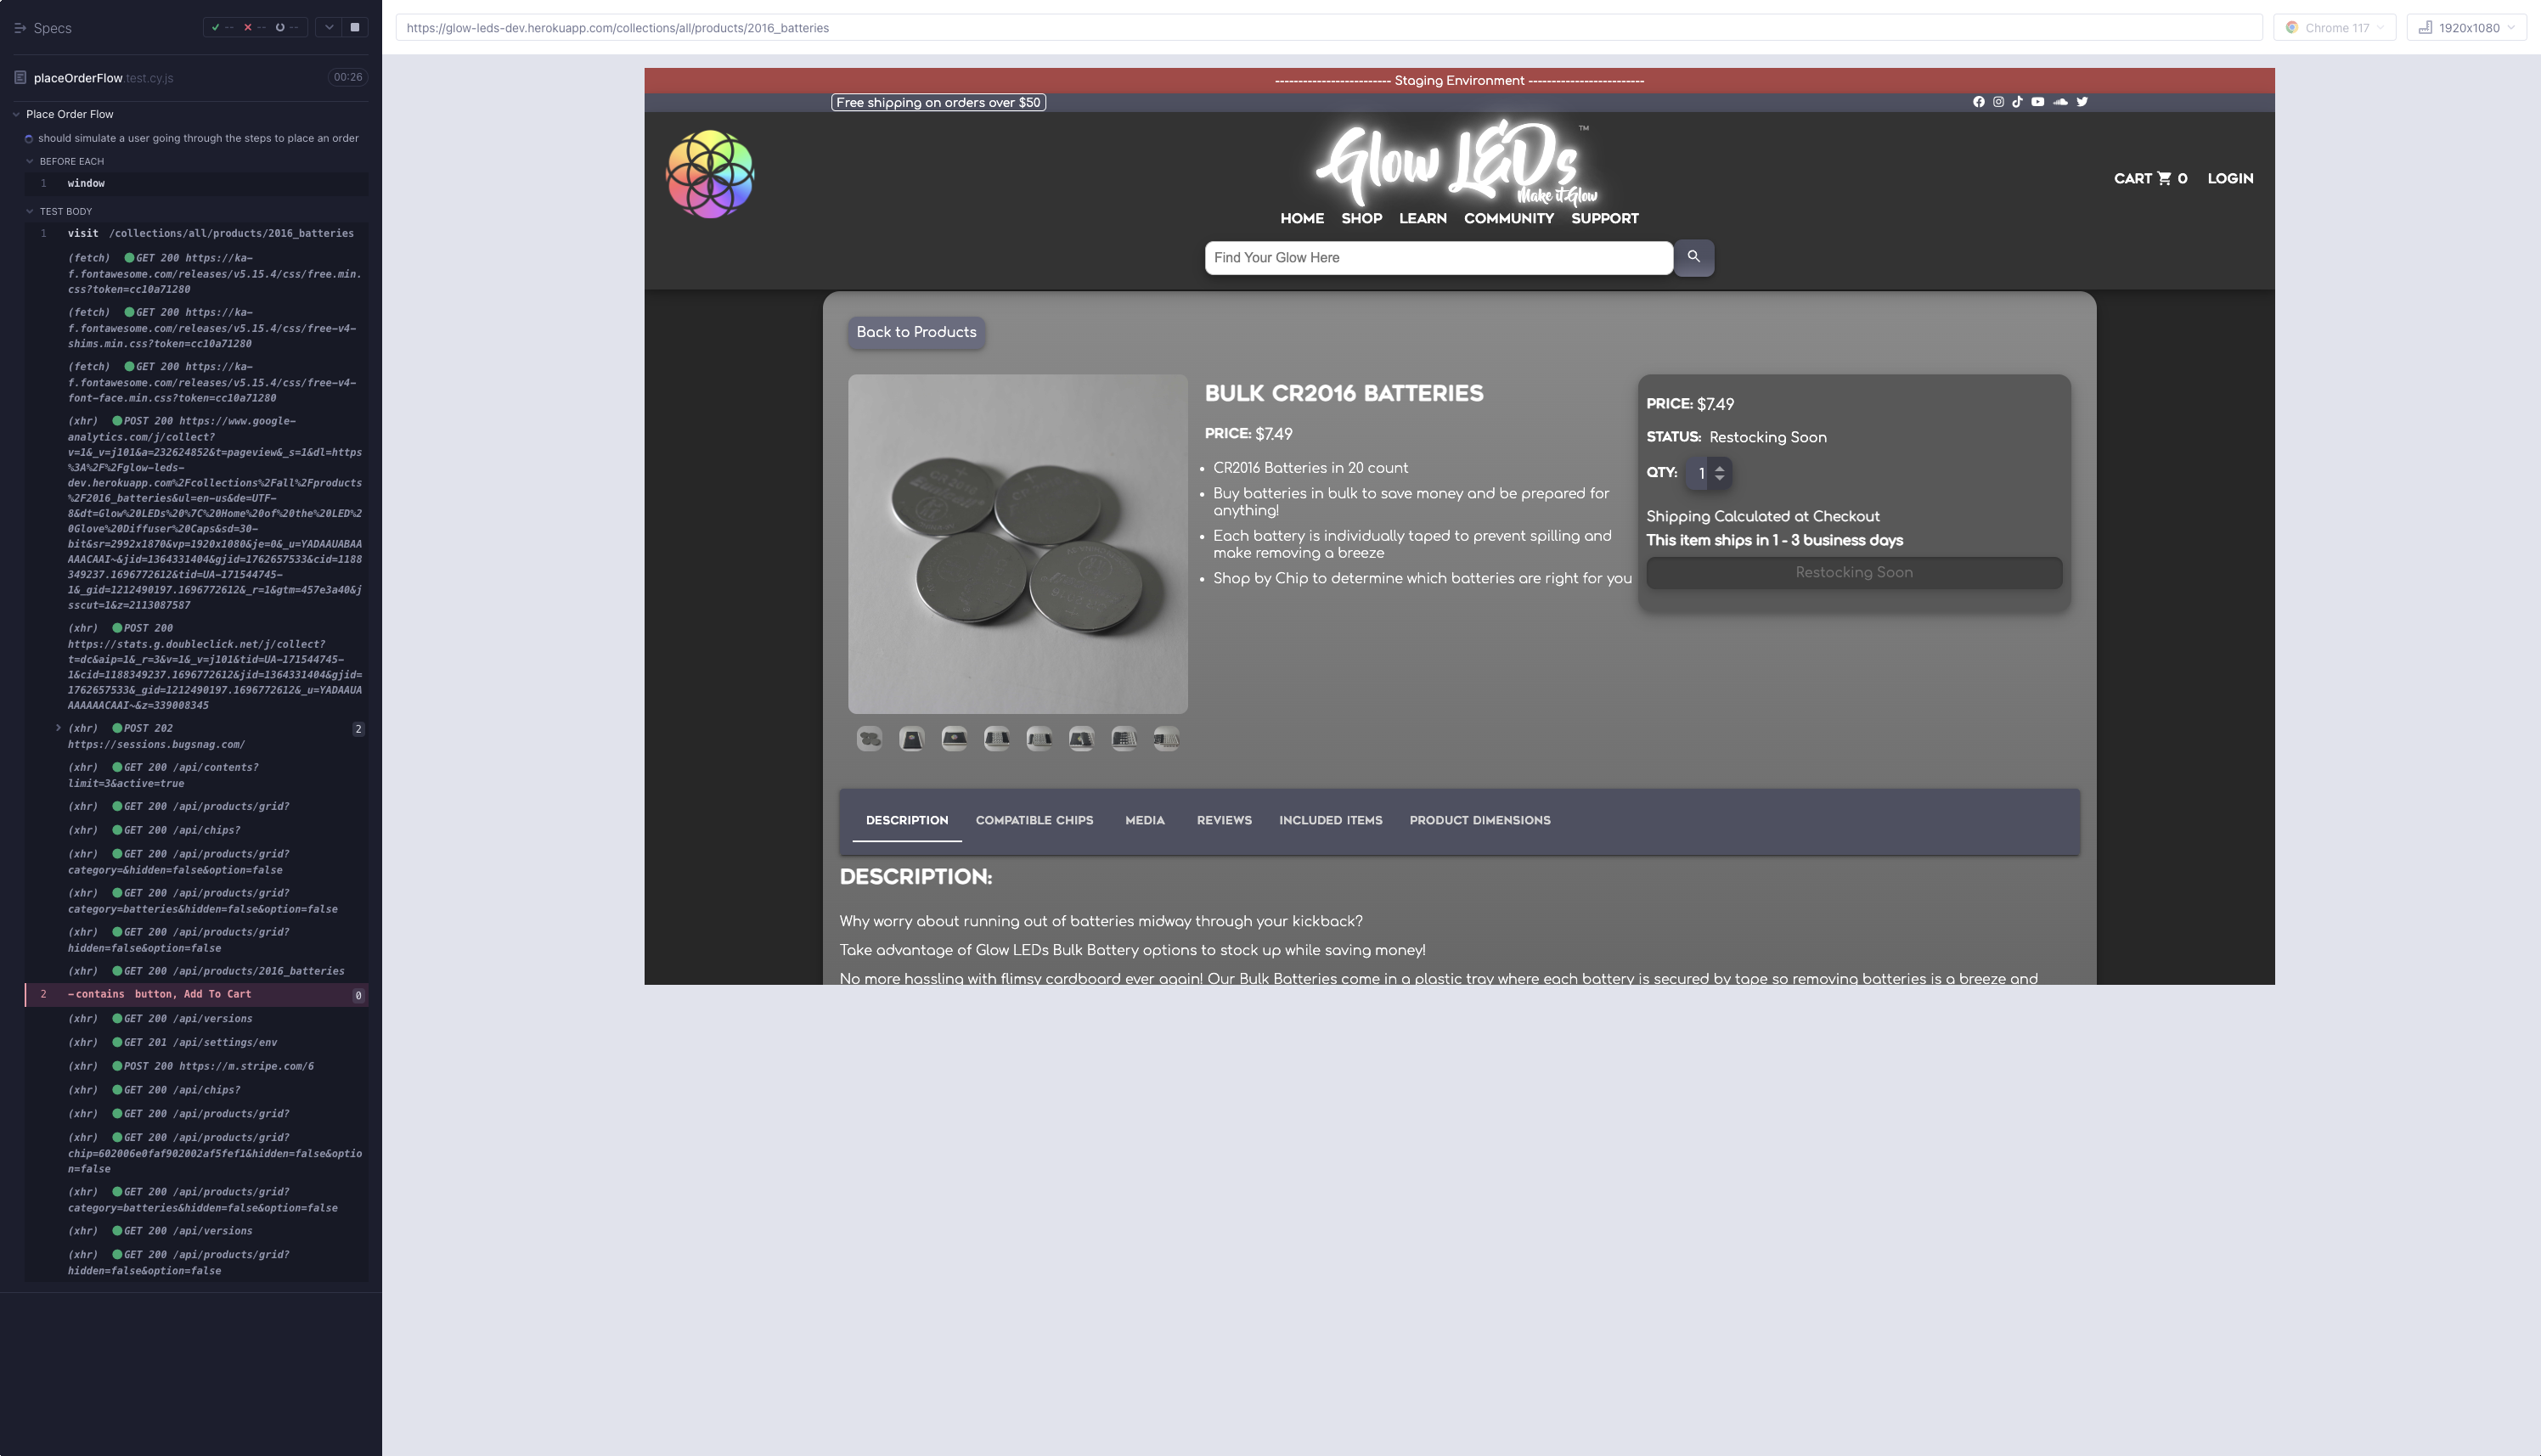 Specs
-- -- --
placeOrderFlow.test.cy.js 00:26
Place Order Flow
should simulate a user going through the steps to place an order
BEFORE EACH
1 window
TEST BODY
1 visit /collections/all/products/2016_batteries
(fetch) GET 200 https://ka-
f.fontawesome.com/releases/v5.15.4/css/free.min.
css?token=cc10a71280
(fetch) GET 200 https://ka-
f.fontawesome.com/releases/v5.15.4/css/free-v4-
shims.min.css?token=cc10a71280
(fetch) GET 200 https://ka-
f.fontawesome.com/releases/v5.15.4/css/free-v4-
font-face.min.css?token=cc10a71280
(xhr) POST 200 https://www.google-
analytics.com/j/collect?
v=1&_v=j101&a=232624852&t=pageview&_s=1&dl=https
%3A%2F%2Fglow-leds-
dev.herokuapp.com%2Fcollections%2Fall%2Fproducts
%2F2016_batteries&ul=en-us&de=UTF-
8&dt=Glow%20LEDs%20%7C%20Home%20of%20the%20LED%2
0Glove%20Diffuser%20Caps&sd=30-
bit&sr=2992x1870&vp=1920x1080&je=0&_u=YADAAUABAA
AAACAAI~&jid=1364331404&gjid=1762657533&cid=1188
349237.1696772612&tid=UA-171544745-
1&_gid=1212490197.1696772612&_r=1&gtm=457e3a40&j
sscut=1&z=2113087587
(xhr) POST 200
https://stats.g.doubleclick.net/j/collect?
t=dc&aip=1&_r=3&v=1&_v=j101&tid=UA-171544745-
1&cid=1188349237.1696772612&jid=1364331404&gjid=
1762657533&_gid=1212490197.1696772612&_u=YADAAUA
AAAAAACAAI~&z=339008345
(xhr) POST 202 2
https://sessions.bugsnag.com/
(xhr) GET 200 /api/contents?
limit=3&active=true
(xhr) GET 200 /api/products/grid?
(xhr) GET 200 /api/chips?
(xhr) GET 200 /api/products/grid?
category=&hidden=false&option=false
(xhr) GET 200 /api/products/grid?
category=batteries&hidden=false&option=false
(xhr) GET 200 /api/products/grid?
hidden=false&option=false
(xhr) GET 200 /api/products/2016_batteries
2 -contains button, Add To Cart 0
(xhr) GET 200 /api/versions
(xhr) GET 201 /api/settings/env
(xhr) POST 200 https://m.stripe.com/6
(xhr) GET 200 /api/chips?
(xhr) GET 200 /api/products/grid?
(xhr) GET 200 /api/products/grid?
chip=602006e0faf902002af5fef1&hidden=false&optio
n=false
(xhr) GET 200 /api/products/grid?
category=batteries&hidden=false&option=false
(xhr) GET 200 /api/versions
(xhr) GET 200 /api/products/grid?
hidden=false&option=false
https://glow-leds-dev.herokuapp.com/collections/all/products/2016_batteries
Chrome 117
1920x1080
------------------------- Staging Environment -------------------------
Free shipping on orders over $50
Glow LEDs ™
Make it Glow
CART 0 LOGIN
HOME SHOP LEARN COMMUNITY SUPPORT
Find Your Glow Here
Back to Products
BULK CR2016 BATTERIES
PRICE: $7.49
• CR2016 Batteries in 20 count
• Buy batteries in bulk to save money and be prepared for
anything!
• Each battery is individually taped to prevent spilling and
make removing a breeze
• Shop by Chip to determine which batteries are right for you
PRICE: $7.49
STATUS: Restocking Soon
QTY: 1
Shipping Calculated at Checkout
This item ships in 1 - 3 business days
Restocking Soon
DESCRIPTION COMPATIBLE CHIPS MEDIA REVIEWS INCLUDED ITEMS PRODUCT DIMENSIONS
DESCRIPTION:
Why worry about running out of batteries midway through your kickback?
Take advantage of Glow LEDs Bulk Battery options to stock up while saving money!
No more hassling with flimsy cardboard ever again! Our Bulk Batteries come in a plastic tray where each battery is secured by tape so removing batteries is a breeze and